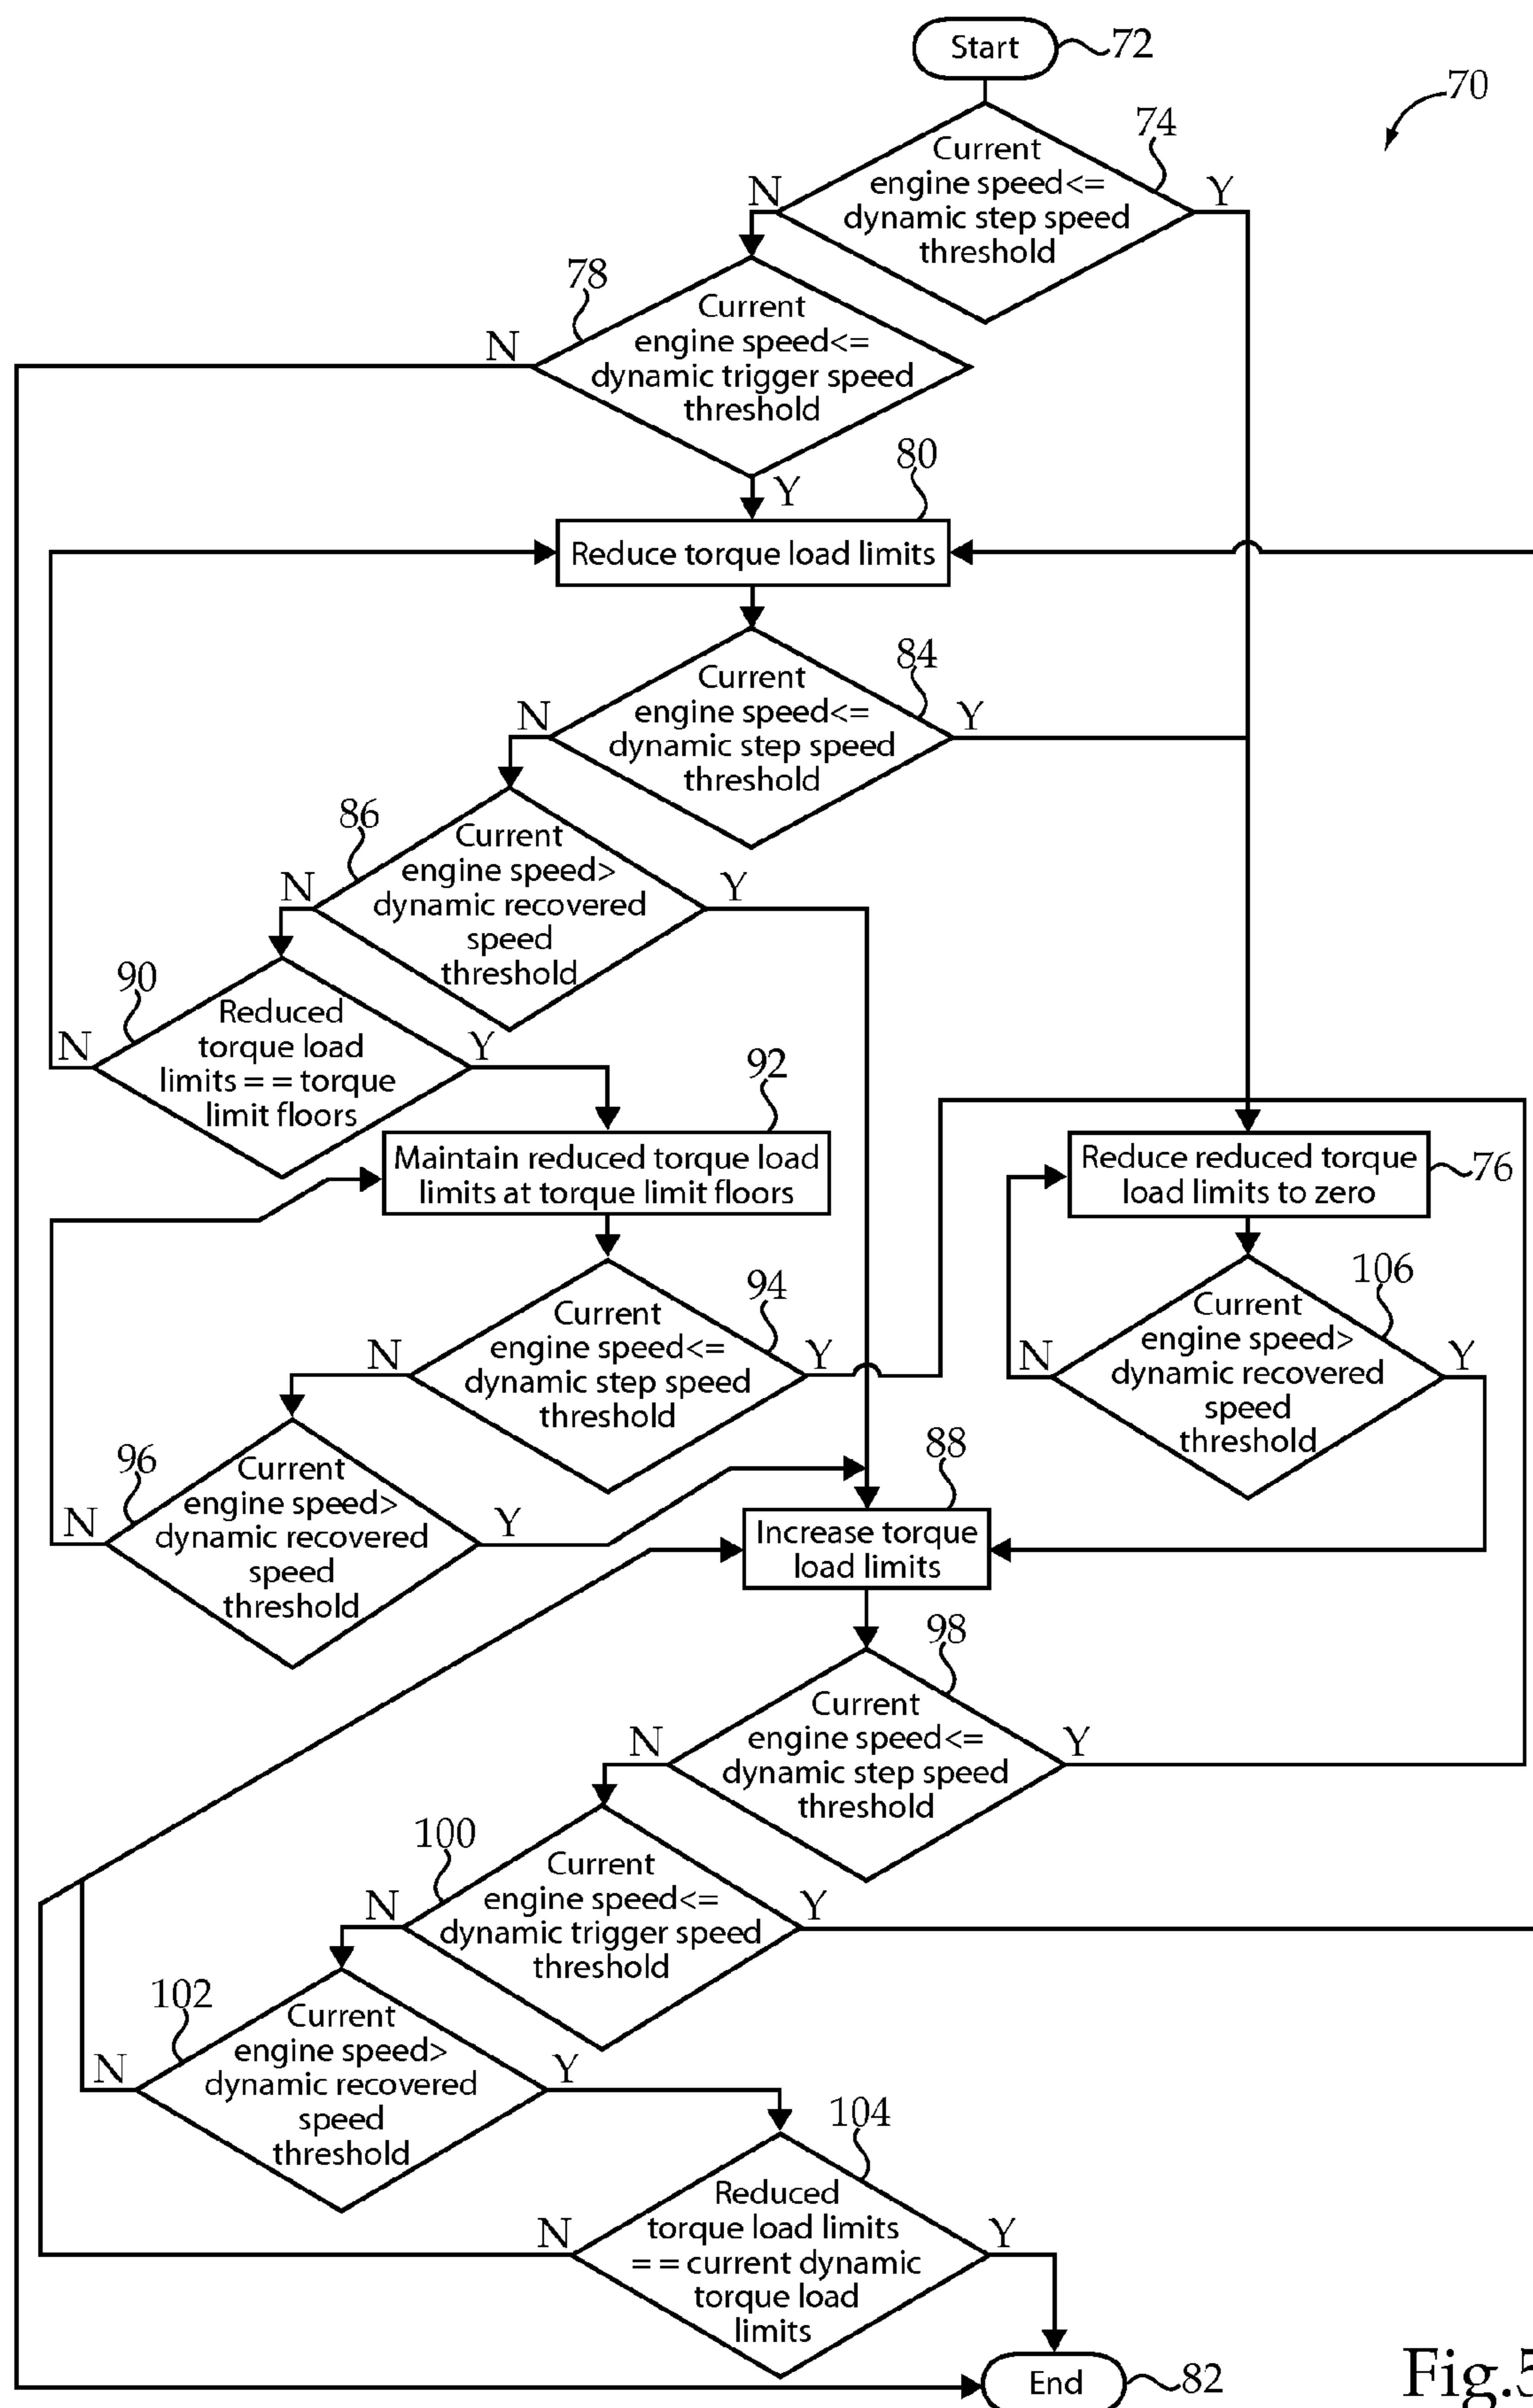 Start
72
70
74
Current
engine speed<=
dynamic step speed
threshold
N
Y
78
Current
engine speed<=
dynamic trigger speed
threshold
N
Y
80
Reduce torque load limits
84
Current
engine speed<=
dynamic step speed
threshold
N
Y
86
Current
engine speed>
dynamic recovered
speed
threshold
N
Y
90
Reduced
torque load
limits = = torque
limit floors
N
Y
92
Maintain reduced torque load
limits at torque limit floors
Reduce reduced torque
load limits to zero
76
94
Current
engine speed<=
dynamic step speed
threshold
N
Y
106
Current
engine speed>
dynamic recovered
speed
threshold
N
Y
96
Current
engine speed>
dynamic recovered
speed
threshold
N
Y
88
Increase torque
load limits
98
Current
engine speed<=
dynamic step speed
threshold
N
Y
100
Current
engine speed<=
dynamic trigger speed
threshold
N
Y
102
Current
engine speed>
dynamic recovered
speed
threshold
N
Y
104
Reduced
torque load limits
= = current dynamic
torque load
limits
N
Y
End
82
Fig.5